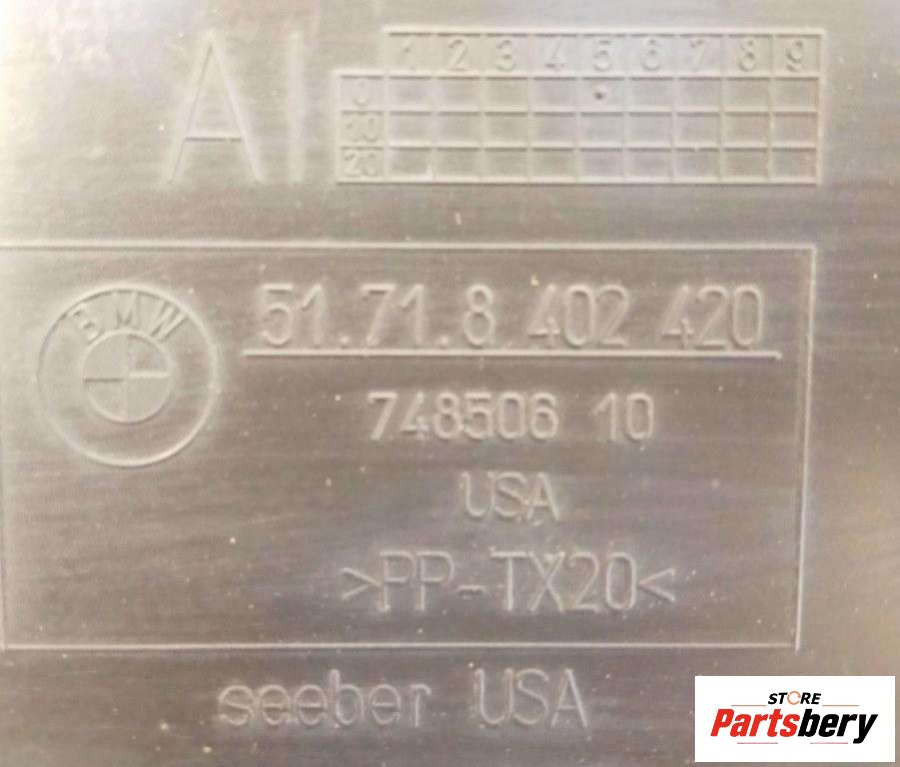 AI
1 2 3 4 5 6 7 8 9
0
10
20
BMW
51.71.8 402 420
748506 10
USA
>PP-TX20<
seeber USA
STORE
Partsbery